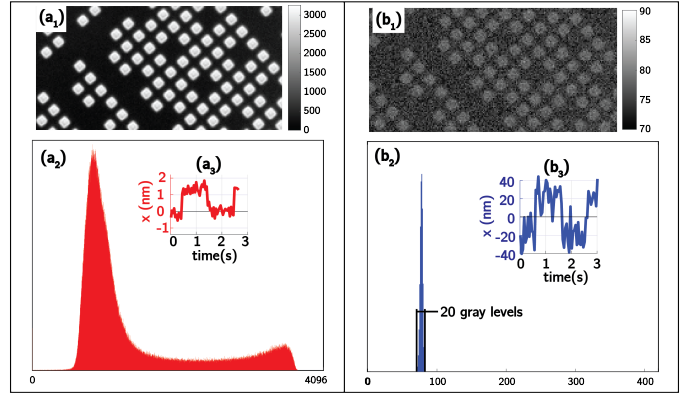 (a1)
3000
2500
2000
1500
1000
500
0
(b1)
90
85
80
75
70
(a2)
(a3)
2
1
0
-1
x (nm)
0 1 2 3
time(s)
0 4096
(b2)
(b3)
40
20
0
-20
-40
x (nm)
0 1 2 3
time(s)
20 gray levels
0 100 200 300 400